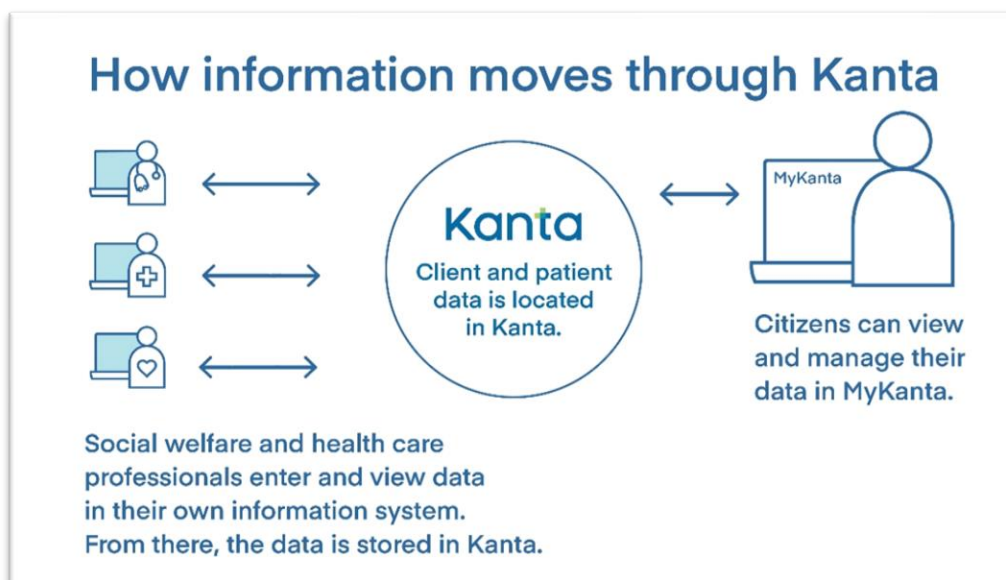 How information moves through Kanta
Kanta
Client and patient
data is located
in Kanta.
MyKanta
Citizens can view
and manage their
data in MyKanta.
Social welfare and health care
professionals enter and view data
in their own information system.
From there, the data is stored in Kanta.